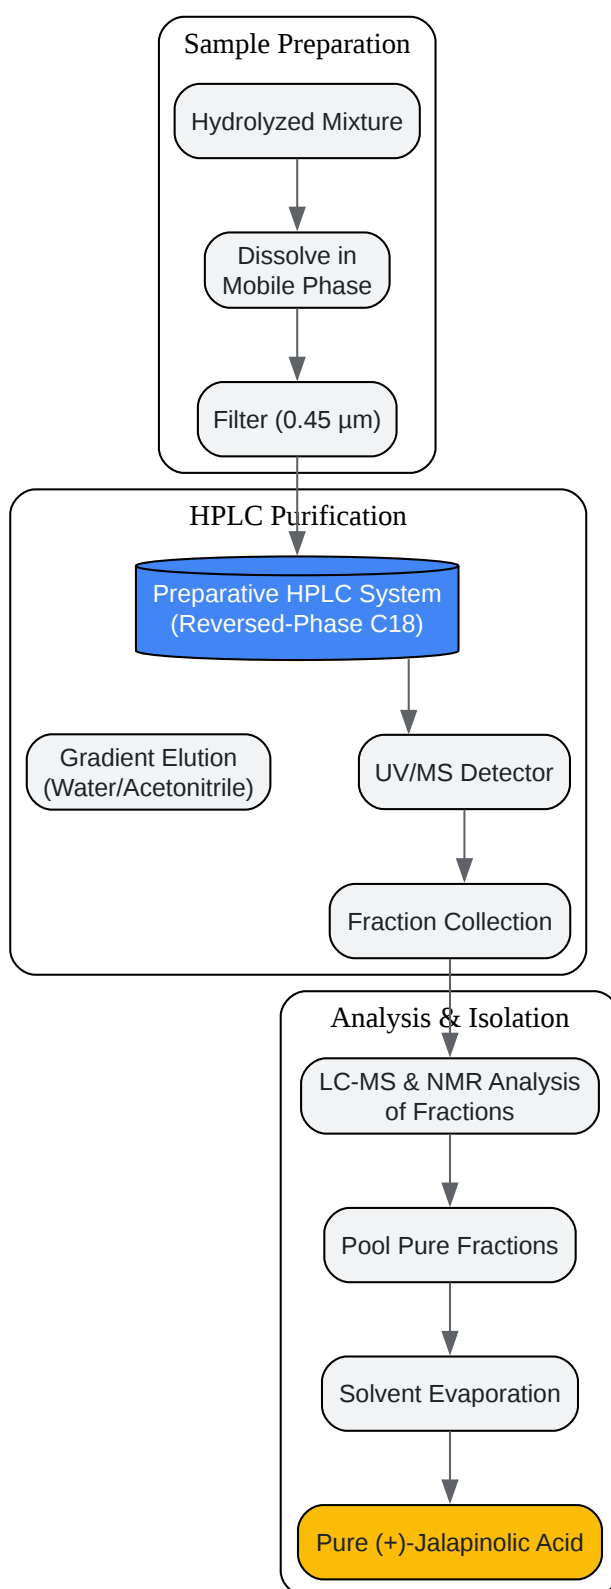 Sample Preparation
Hydrolyzed Mixture
Dissolve in
Mobile Phase
Filter (0.45 µm)
HPLC Purification
Preparative HPLC System
(Reversed-Phase C18)
Gradient Elution
(Water/Acetonitrile)
UV/MS Detector
Fraction Collection
Analysis & Isolation
LC-MS & NMR Analysis
of Fractions
Pool Pure Fractions
Solvent Evaporation
Pure (+)-Jalapinolic Acid